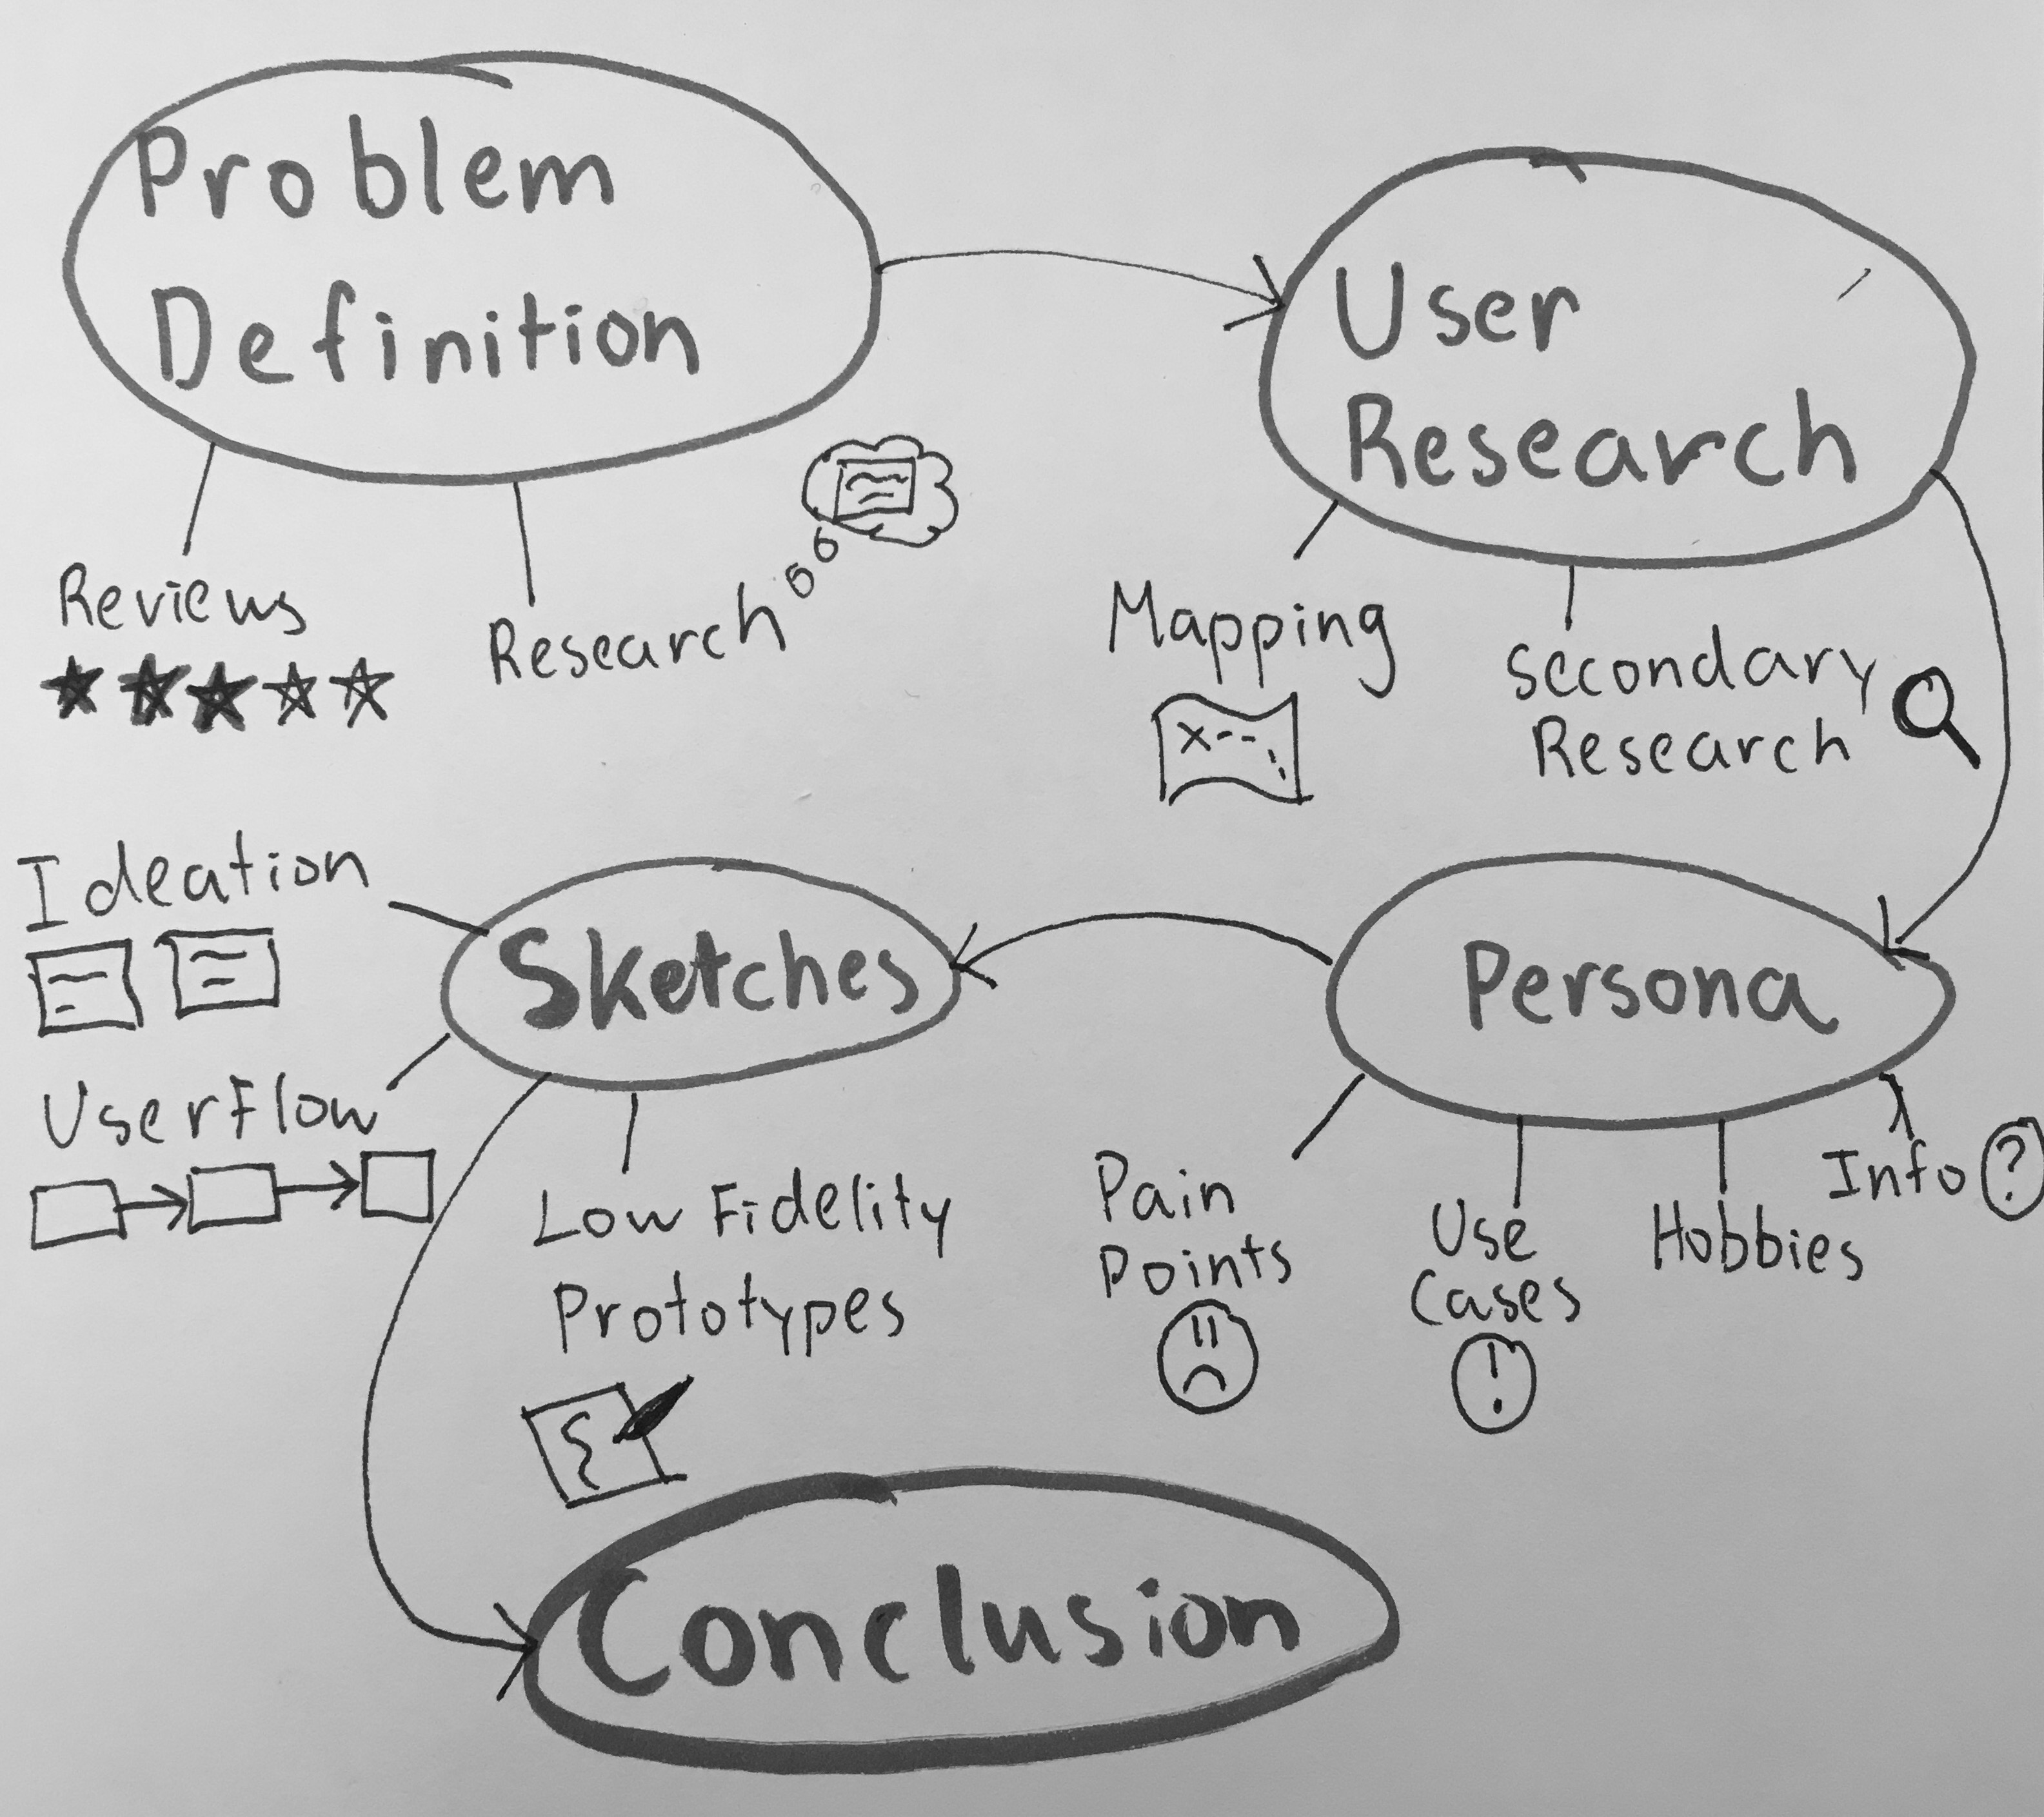 Problem
Definition
Reviews
Research
User
Research
Mapping
Secondary
Research
Persona
Pain
Points
Use
Cases
!
Hobbies
Info ?
Sketches
Ideation
Userflow
Low Fidelity
Prototypes
Conclusion